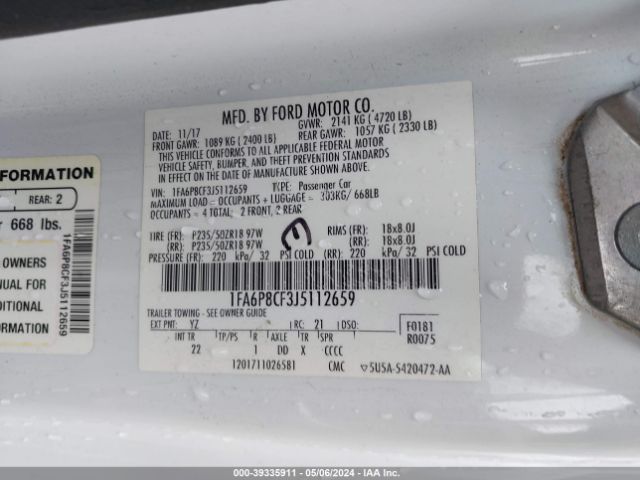 MFD. BY FORD MOTOR CO.
DATE: 11/17 GVWR: 2141 KG ( 4720 LB)
FRONT GAWR: 1089 KG ( 2400 LB) REAR GAWR: 1057 KG ( 2330 LB)
THIS VEHICLE CONFORMS TO ALL APPLICABLE FEDERAL MOTOR
VEHICLE SAFETY, BUMPER, AND THEFT PREVENTION STANDARDS
IN EFFECT ON THE DATE OF MANUFACTURE SHOWN ABOVE.
VIN: 1FA6P8CF3J5112659 TYPE: Passenger Car
MAXIMUM LOAD = OCCUPANTS + LUGGAGE = 303KG/ 668LB
OCCUPANTS = 4 TOTAL: 2 FRONT, 2 REAR
TIRE (FR): P235/50ZR18 97W RIMS (FR): 18x8.0J
(RR): P235/50ZR18 97W (RR): 18x8.0J
PRESSURE (FR): 220 kPa/ 32 PSI COLD (RR): 220 kPa/ 32 PSI COLD
1FA6P8CF3J5112659
TRAILER TOWING - SEE OWNER GUIDE
EXT PNT: YZ RC: 21 DSO: F0181
INT TR TP/PS R AXLE TR SPR R0075
22 1 DD X CCCC
1201711026581 CMC 5USA-S420472-AA
FORMATION
REAR: 2
668 lbs.
OWNERS
MANUAL FOR
ADDITIONAL
INFORMATION
1FA6P8CF3J5112659
000-39335911 - 05/06/2024 -